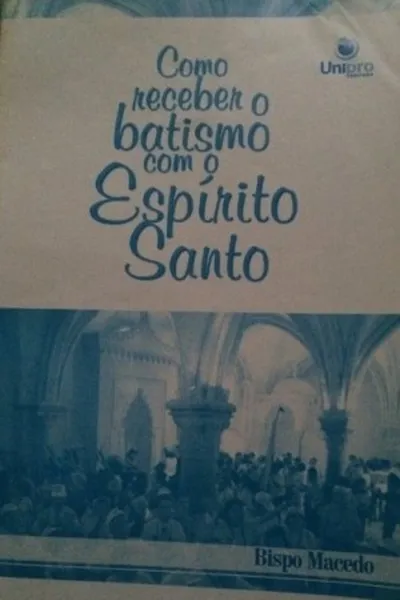 Como
receber o
batismo
com o
Espírito
Santo
Unipro
Bispo Macedo